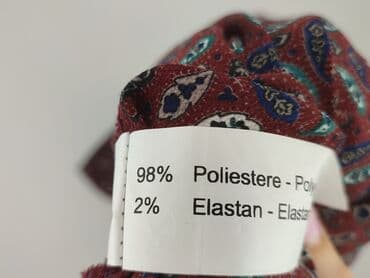 98% Poliestere -
2% Elastan -